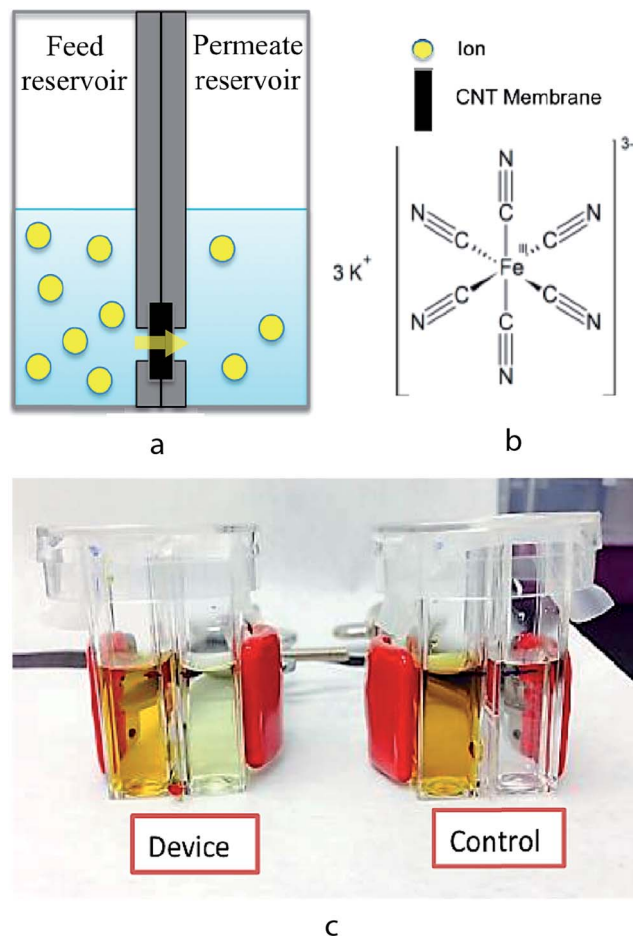 Feed
reservoir
Permeate
reservoir
Ion
CNT Membrane
3 K+
3-
N
C
N
C
C
N
III
Fe
N
C
C
N
C
N
a
b
Device
Control
c